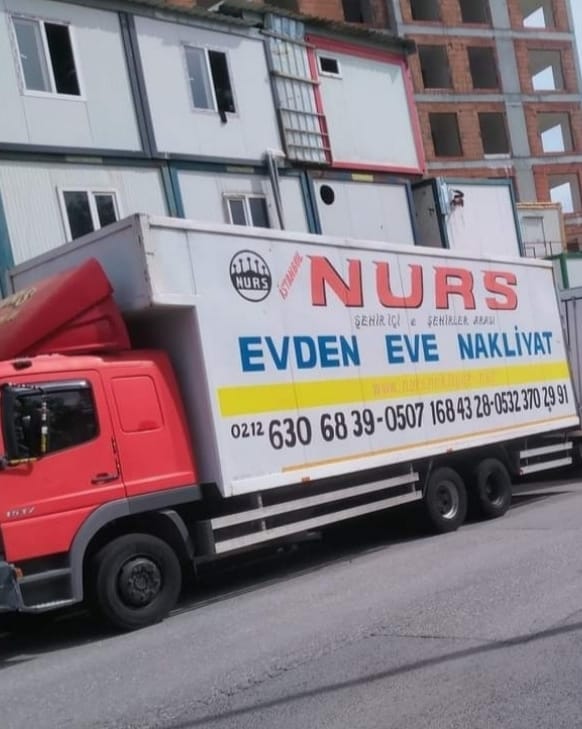 NURS
İSTANBUL
NURS
ŞEHİR İÇİ e ŞEHİRLER ARASI
EVDEN EVE NAKLİYAT
0212 630 68 39-0507 168 43 28-0532 370 29 91
1517